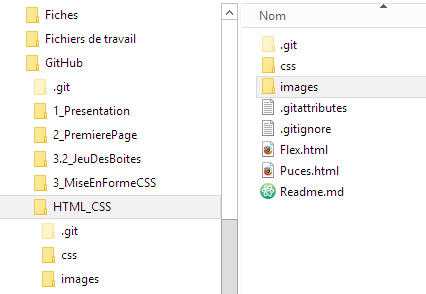 Fiches
Fichiers de travail
GitHub
.git
1_Presentation
2_PremierePage
3.2_JeuDesBoites
3_MiseEnFormeCSS
HTML_CSS
.git
css
images
Nom
.git
css
images
.gitattributes
.gitignore
Flex.html
Puces.html
Readme.md